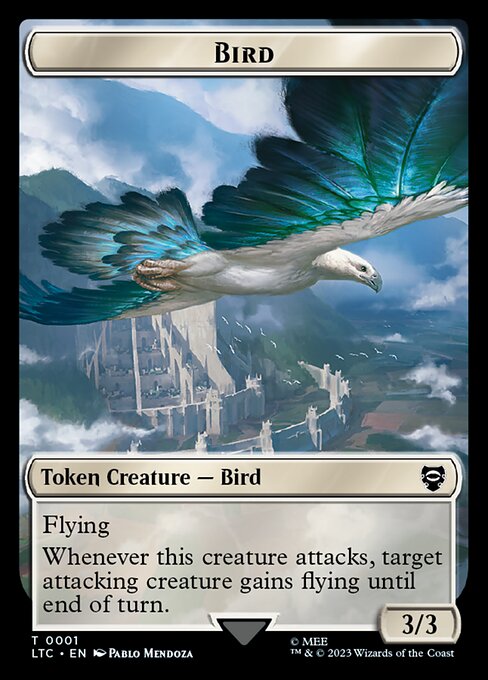 Bird
Token Creature — Bird
Flying
Whenever this creature attacks, target
attacking creature gains flying until
end of turn.
3/3
T 0001
LTC • EN Pablo Mendoza
© MEE
™ & © 2023 Wizards of the Coast